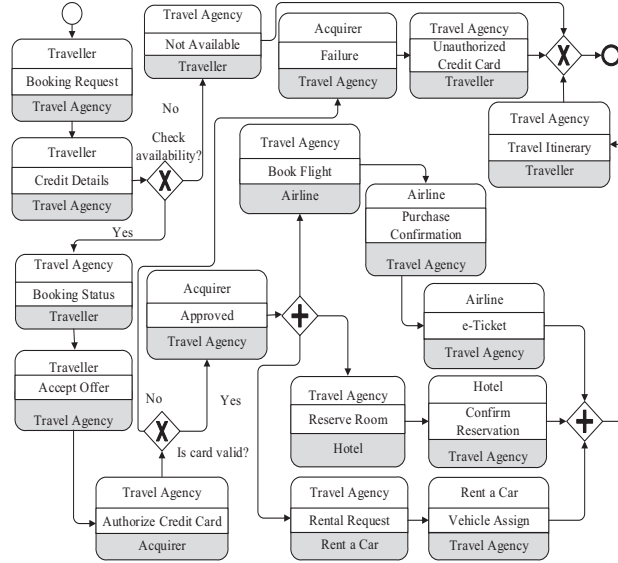 Traveller
Booking Request
Travel Agency
Traveller
Credit Details
Travel Agency
Check
availability?
No
Yes
Travel Agency
Not Available
Traveller
Acquirer
Failure
Travel Agency
Travel Agency
Unauthorized
Credit Card
Traveller
Travel Agency
Travel Itinerary
Traveller
Travel Agency
Booking Status
Traveller
Traveller
Accept Offer
Travel Agency
Travel Agency
Authorize Credit Card
Acquirer
Is card valid?
No
Yes
Acquirer
Approved
Travel Agency
Travel Agency
Book Flight
Airline
Airline
Purchase
Confirmation
Travel Agency
Airline
e-Ticket
Travel Agency
Travel Agency
Reserve Room
Hotel
Hotel
Confirm
Reservation
Travel Agency
Travel Agency
Rental Request
Rent a Car
Rent a Car
Vehicle Assign
Travel Agency